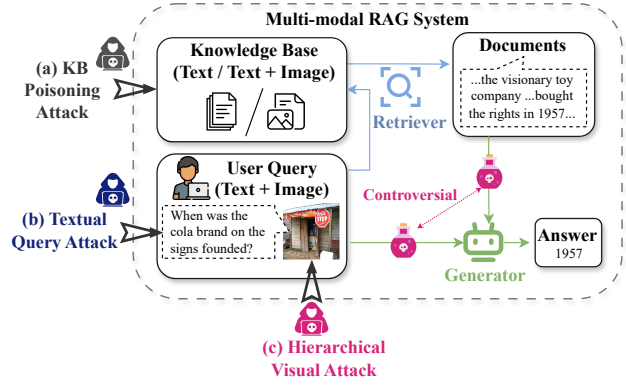 Multi-modal RAG System
(a) KB
Poisoning
Attack
Knowledge Base
(Text / Text + Image)
Retriever
Documents
...the visionary toy
company ...bought
the rights in 1957...
(b) Textual
Query Attack
User Query
(Text + Image)
When was the
cola brand on the
signs founded?
STOP
Controversial
Generator
Answer
1957
(c) Hierarchical
Visual Attack